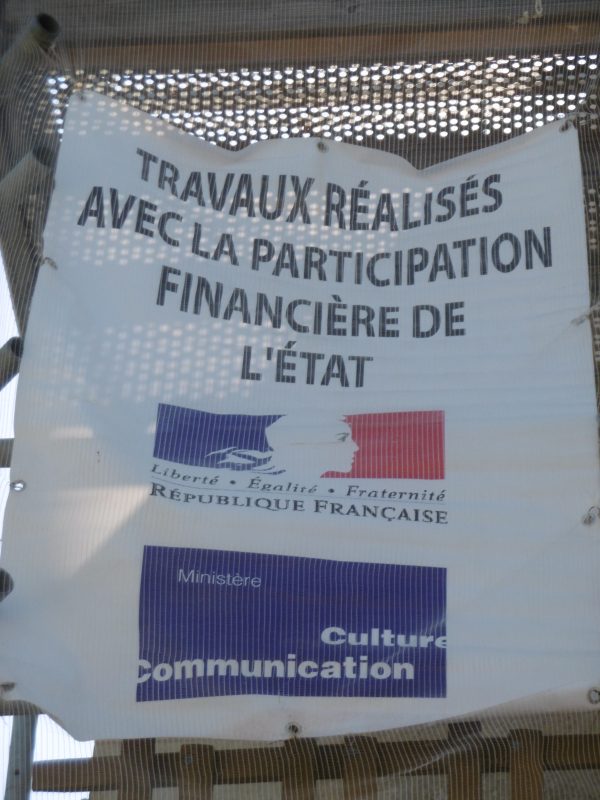 TRAVAUX RÉALISÉS
AVEC LA PARTICIPATION
FINANCIÈRE DE
L'ÉTAT
Liberté • Égalité • Fraternité
RÉPUBLIQUE FRANÇAISE
Ministère
Culture
Communication